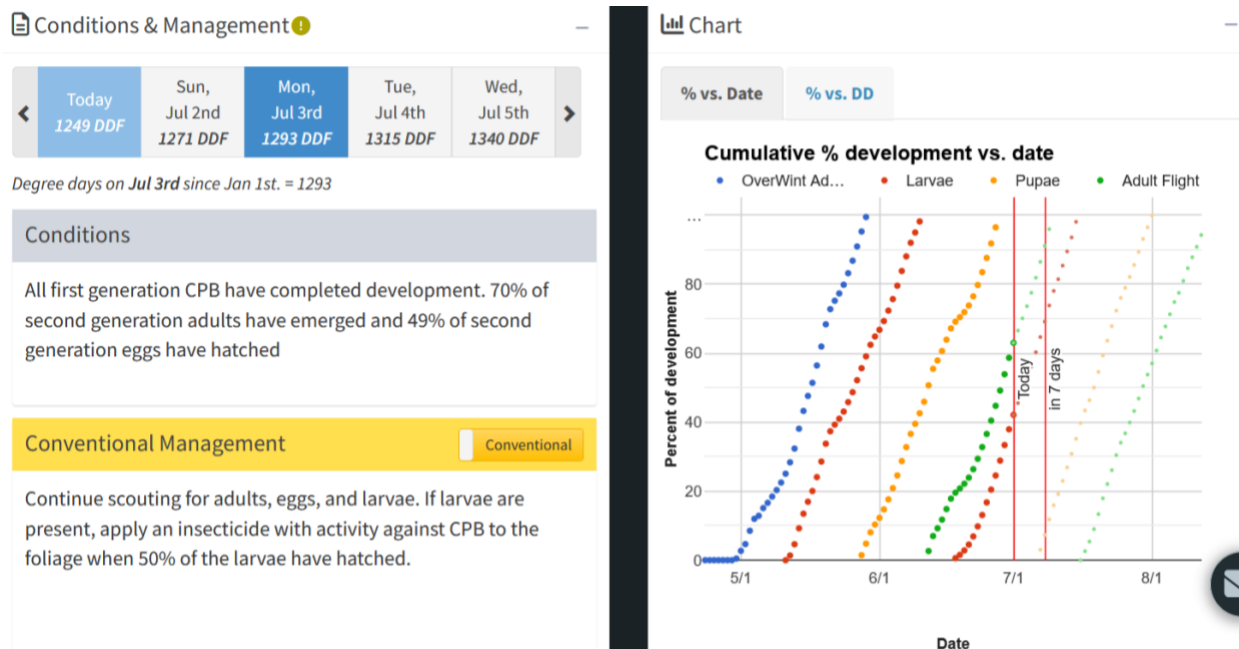 Conditions & Management
Today
1249 DDF
Sun,
Jul 2nd
1271 DDF
Mon,
Jul 3rd
1293 DDF
Tue,
Jul 4th
1315 DDF
Wed,
Jul 5th
1340 DDF
Degree days on Jul 3rd since Jan 1st. = 1293
Conditions
All first generation CPB have completed development. 70% of
second generation adults have emerged and 49% of second
generation eggs have hatched
Conventional Management
Conventional
Continue scouting for adults, eggs, and larvae. If larvae are
present, apply an insecticide with activity against CPB to the
foliage when 50% of the larvae have hatched.
Chart
% vs. Date
% vs. DD
Cumulative % development vs. date
OverWint Ad...
Larvae
Pupae
Adult Flight
Percent of development
...
80
60
40
20
0
Today
in 7 days
5/1
6/1
7/1
8/1
Date